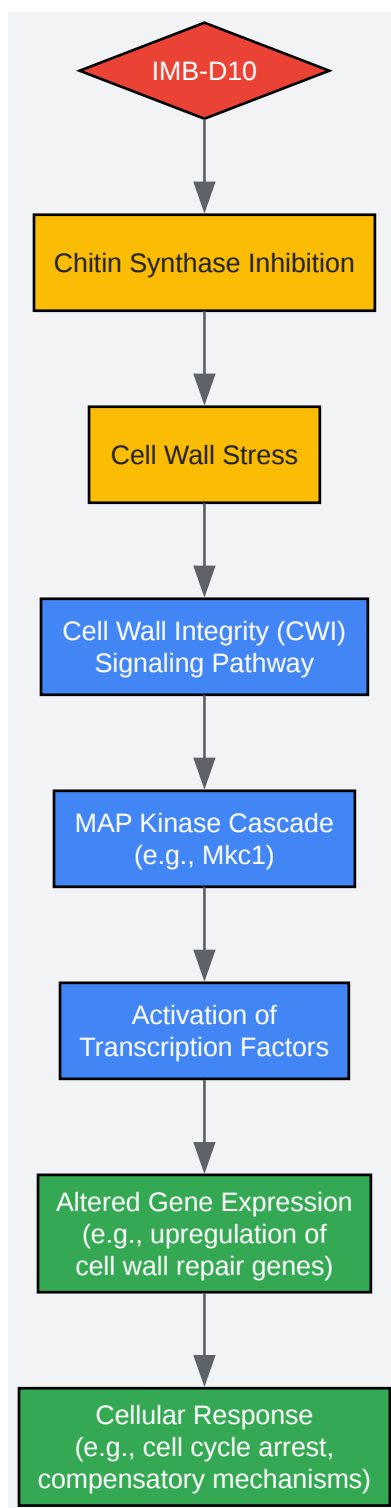 IMB-D10
Chitin Synthase Inhibition
Cell Wall Stress
Cell Wall Integrity (CWI)
Signaling Pathway
MAP Kinase Cascade
(e.g., Mkc1)
Activation of
Transcription Factors
Altered Gene Expression
(e.g., upregulation of
cell wall repair genes)
Cellular Response
(e.g., cell cycle arrest,
compensatory mechanisms)